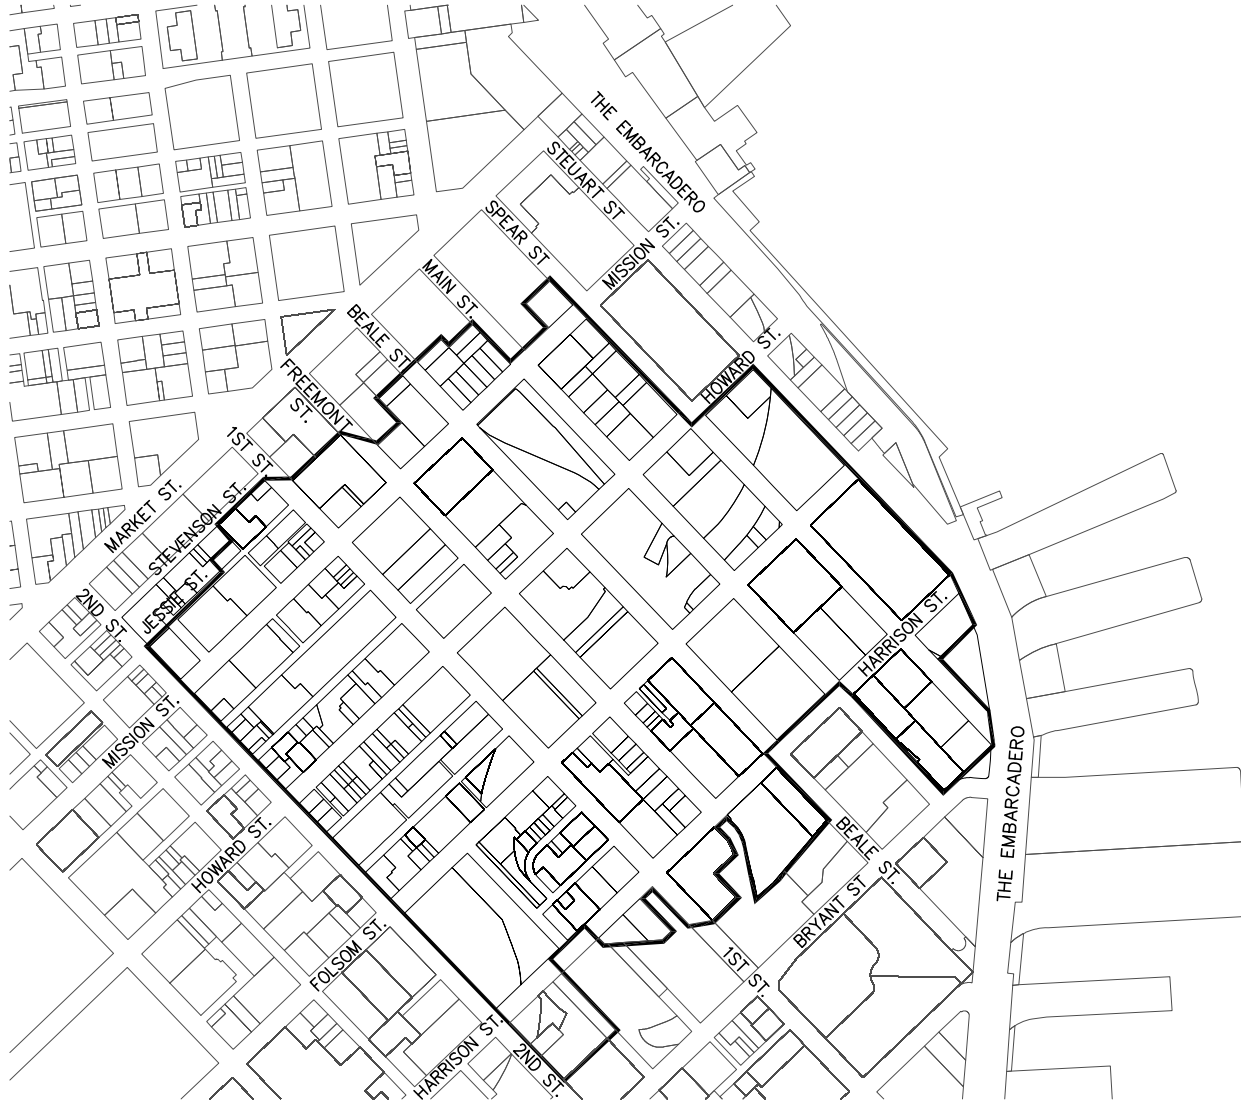 THE EMBARCADERO
STEUART ST
SPEAR ST
MISSION ST.
MAIN ST.
BEALE ST
HOWARD ST.
FREEMONT
ST.
1ST ST
MARKET ST.
STEVENSON ST.
JESSIE ST.
2ND ST.
MISSION ST.
HARRISON ST.
THE EMBARCADERO
HOWARD ST.
BEALE ST.
BRYANT ST
FOLSOM ST.
1ST ST.
HARRISON ST.
2ND ST.